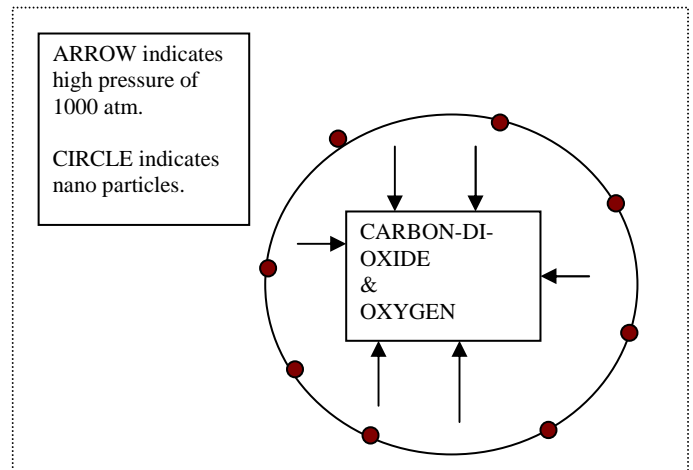 ARROW indicates
high pressure of
1000 atm.
CIRCLE indicates
nano particles.
CARBON-DI-
OXIDE
&
OXYGEN